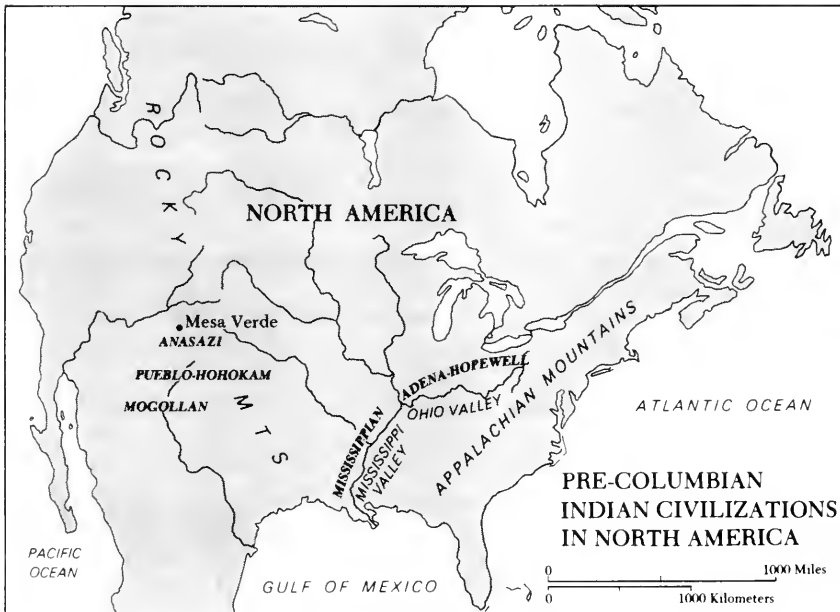 ROCKY
NORTH AMERICA
Mesa Verde
ANASAZI
PUEBLO-HOHOKAM
MOGOLLAN
MTS
ADENA-HOPEWELL
OHIO VALLEY
MISSISSIPPIAN
MISSISSIPPI
VALLEY
APPALACHIAN MOUNTAINS
ATLANTIC OCEAN
PACIFIC
OCEAN
GULF OF MEXICO
PRE-COLUMBIAN
INDIAN CIVILIZATIONS
IN NORTH AMERICA
0 1000 Miles
0 1000 Kilometers